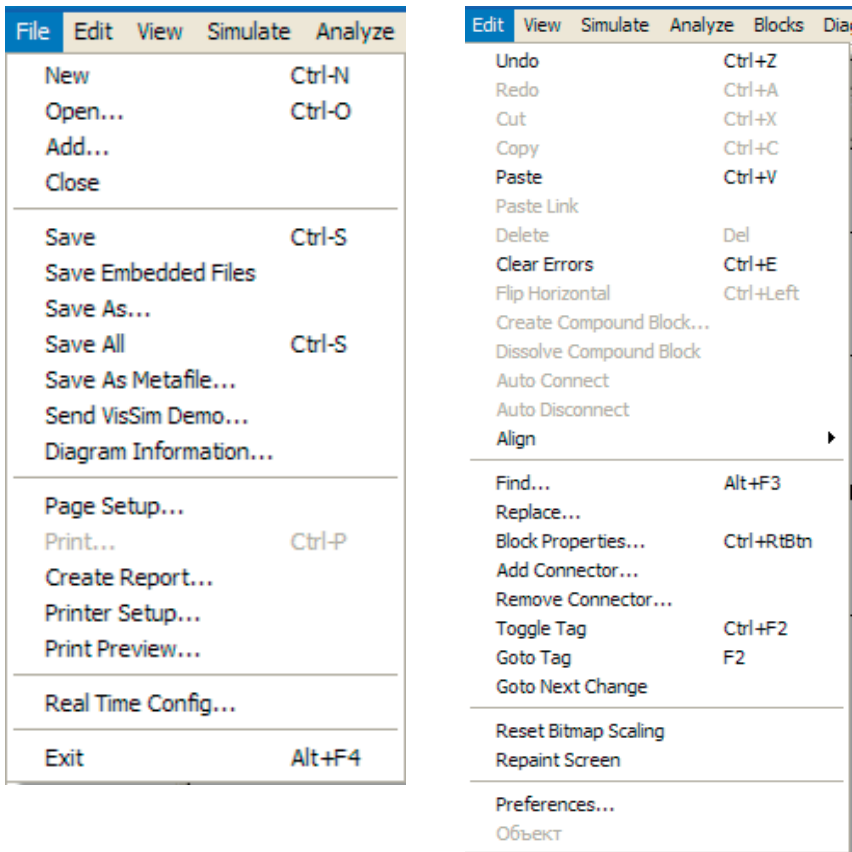 File Edit View Simulate Analyze
New Ctrl-N
Open... Ctrl-O
Add...
Close
Save Ctrl-S
Save Embedded Files
Save As...
Save All Ctrl-S
Save As Metafile...
Send VisSim Demo...
Diagram Information...
Page Setup...
Print... Ctrl-P
Create Report...
Printer Setup...
Print Preview...
Real Time Config...
Exit Alt+F4
Edit View Simulate Analyze Blocks Dia
Undo Ctrl+Z
Redo Ctrl+A
Cut Ctrl+X
Copy Ctrl+C
Paste Ctrl+V
Paste Link
Delete Del
Clear Errors Ctrl+E
Flip Horizontal Ctrl+Left
Create Compound Block...
Dissolve Compound Block
Auto Connect
Auto Disconnect
Align
Find... Alt+F3
Replace...
Block Properties... Ctrl+RtBtn
Add Connector...
Remove Connector...
Toggle Tag Ctrl+F2
Goto Tag F2
Goto Next Change
Reset Bitmap Scaling
Repaint Screen
Preferences...
Объект